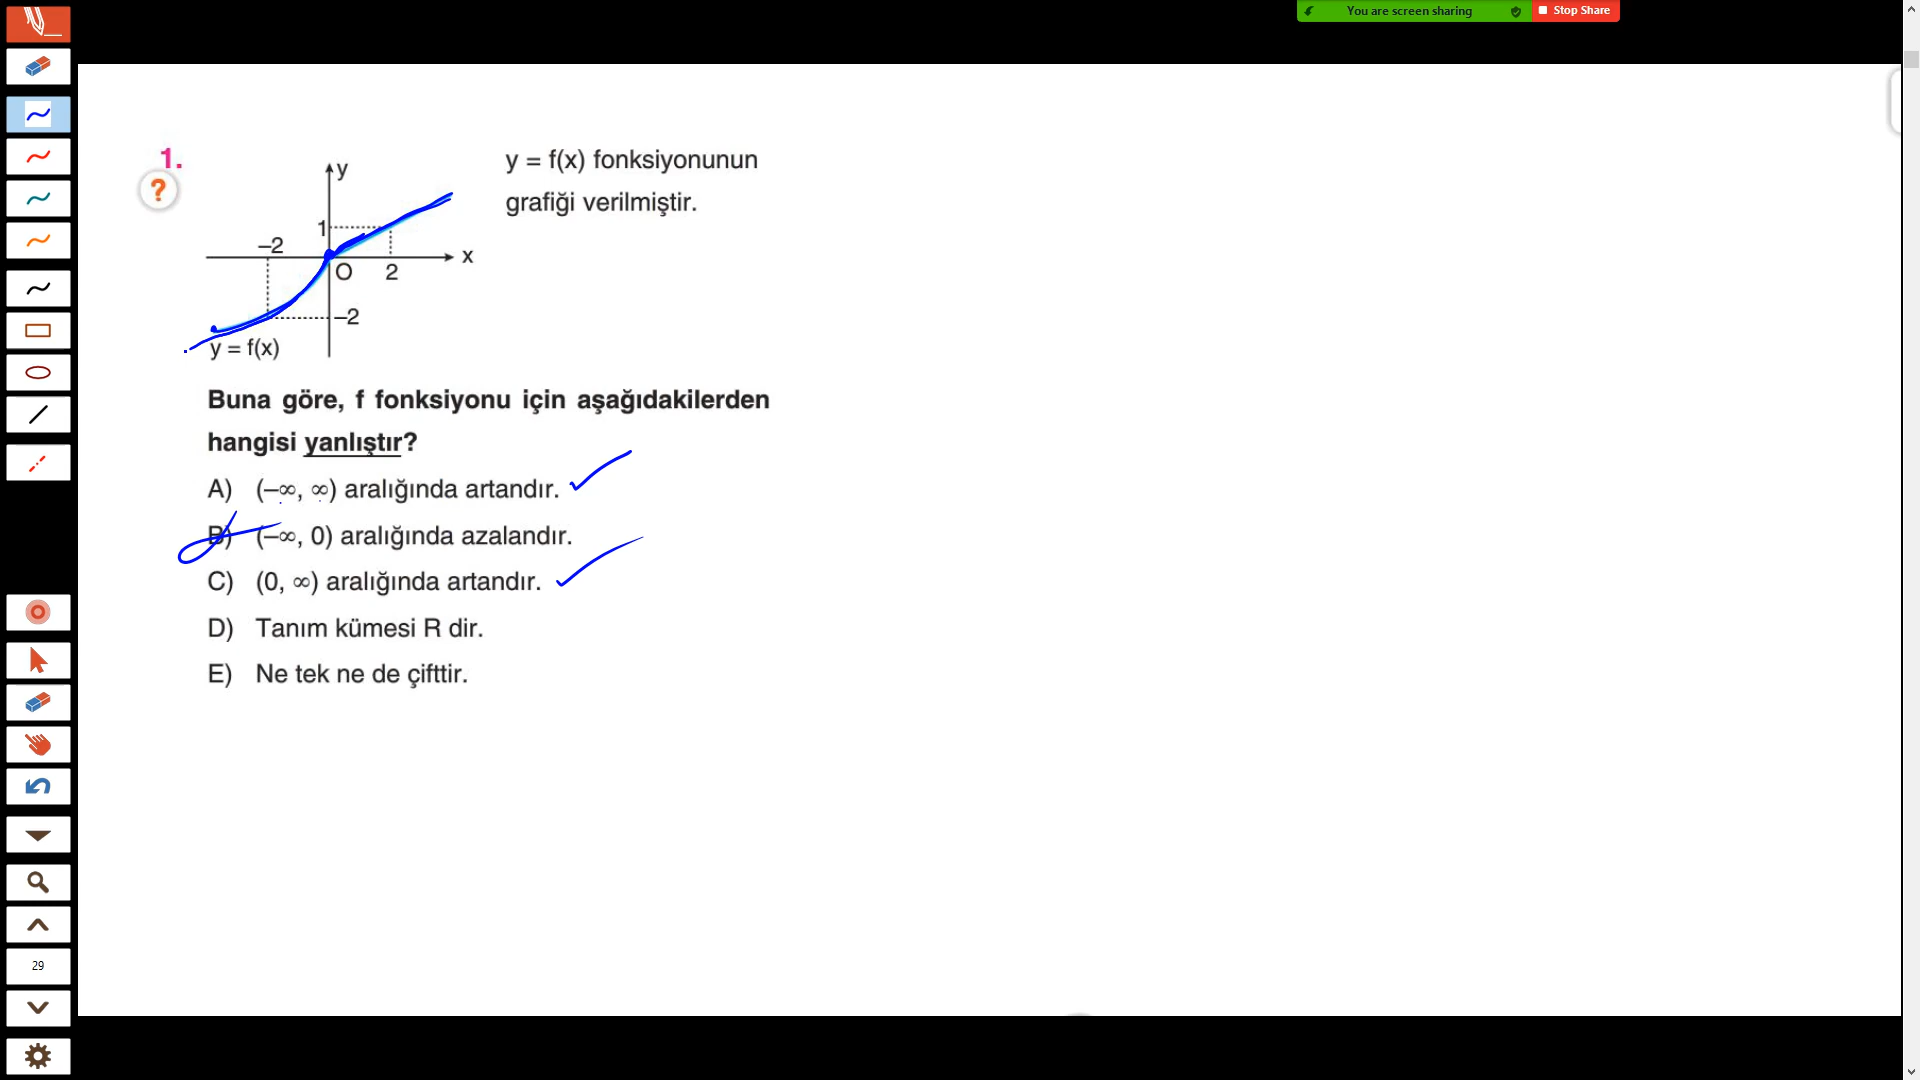 You are screen sharing
Stop Share
1.
?
y = f(x) fonksiyonunun
grafiği verilmiştir.
y
1
–2
x
O
2
–2
y = f(x)
Buna göre, f fonksiyonu için aşağıdakilerden
hangisi yanlıştır?
A) (–∞, ∞) aralığında artandır.
B) (–∞, 0) aralığında azalandır.
C) (0, ∞) aralığında artandır.
D) Tanım kümesi R dir.
E) Ne tek ne de çifttir.
29